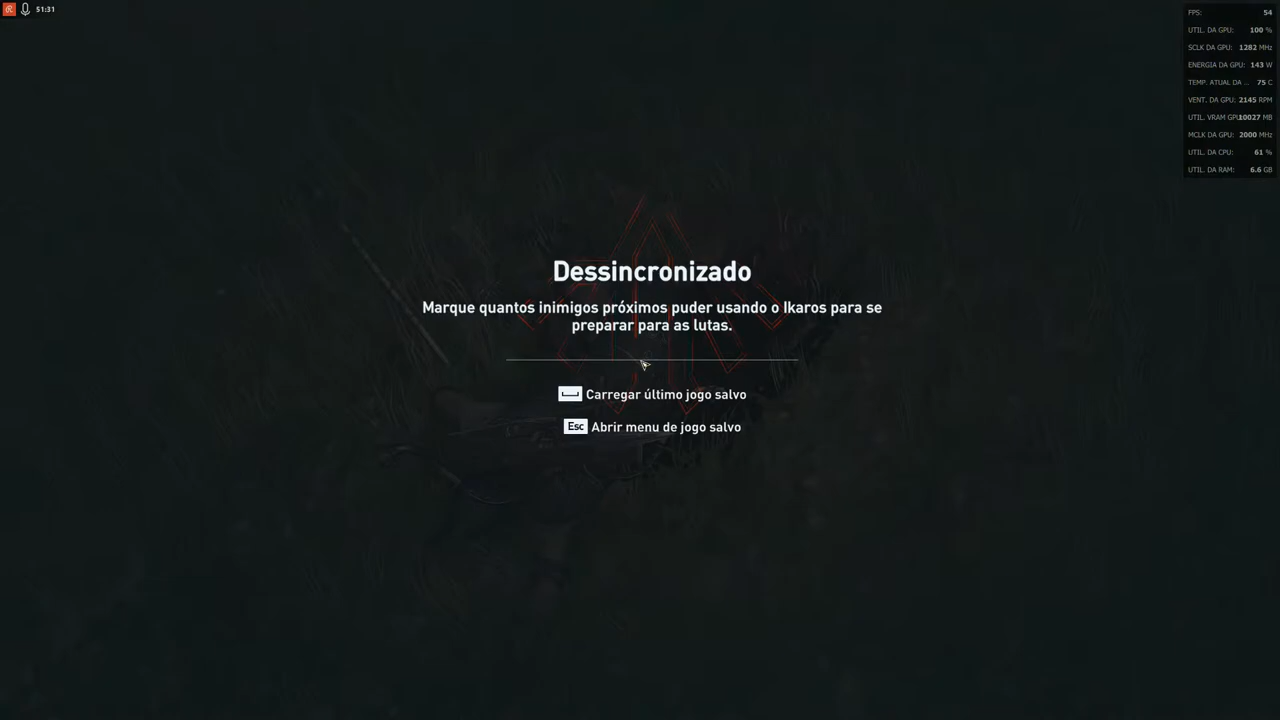 51:31
FPS: 54
UTIL. DA GPU: 100 %
SCLK DA GPU: 1282 MHz
ENERGIA DA GPU: 143 W
TEMP. ATUAL DA ... 75 C
VENT. DA GPU: 2145 RPM
UTIL. VRAM GPU 10027 MB
MCLK DA GPU: 2000 MHz
UTIL. DA CPU: 61 %
UTIL. DA RAM: 6.6 GB
Dessincronizado
Marque quantos inimigos próximos puder usando o Ikaros para se
preparar para as lutas.
Carregar último jogo salvo
Esc Abrir menu de jogo salvo